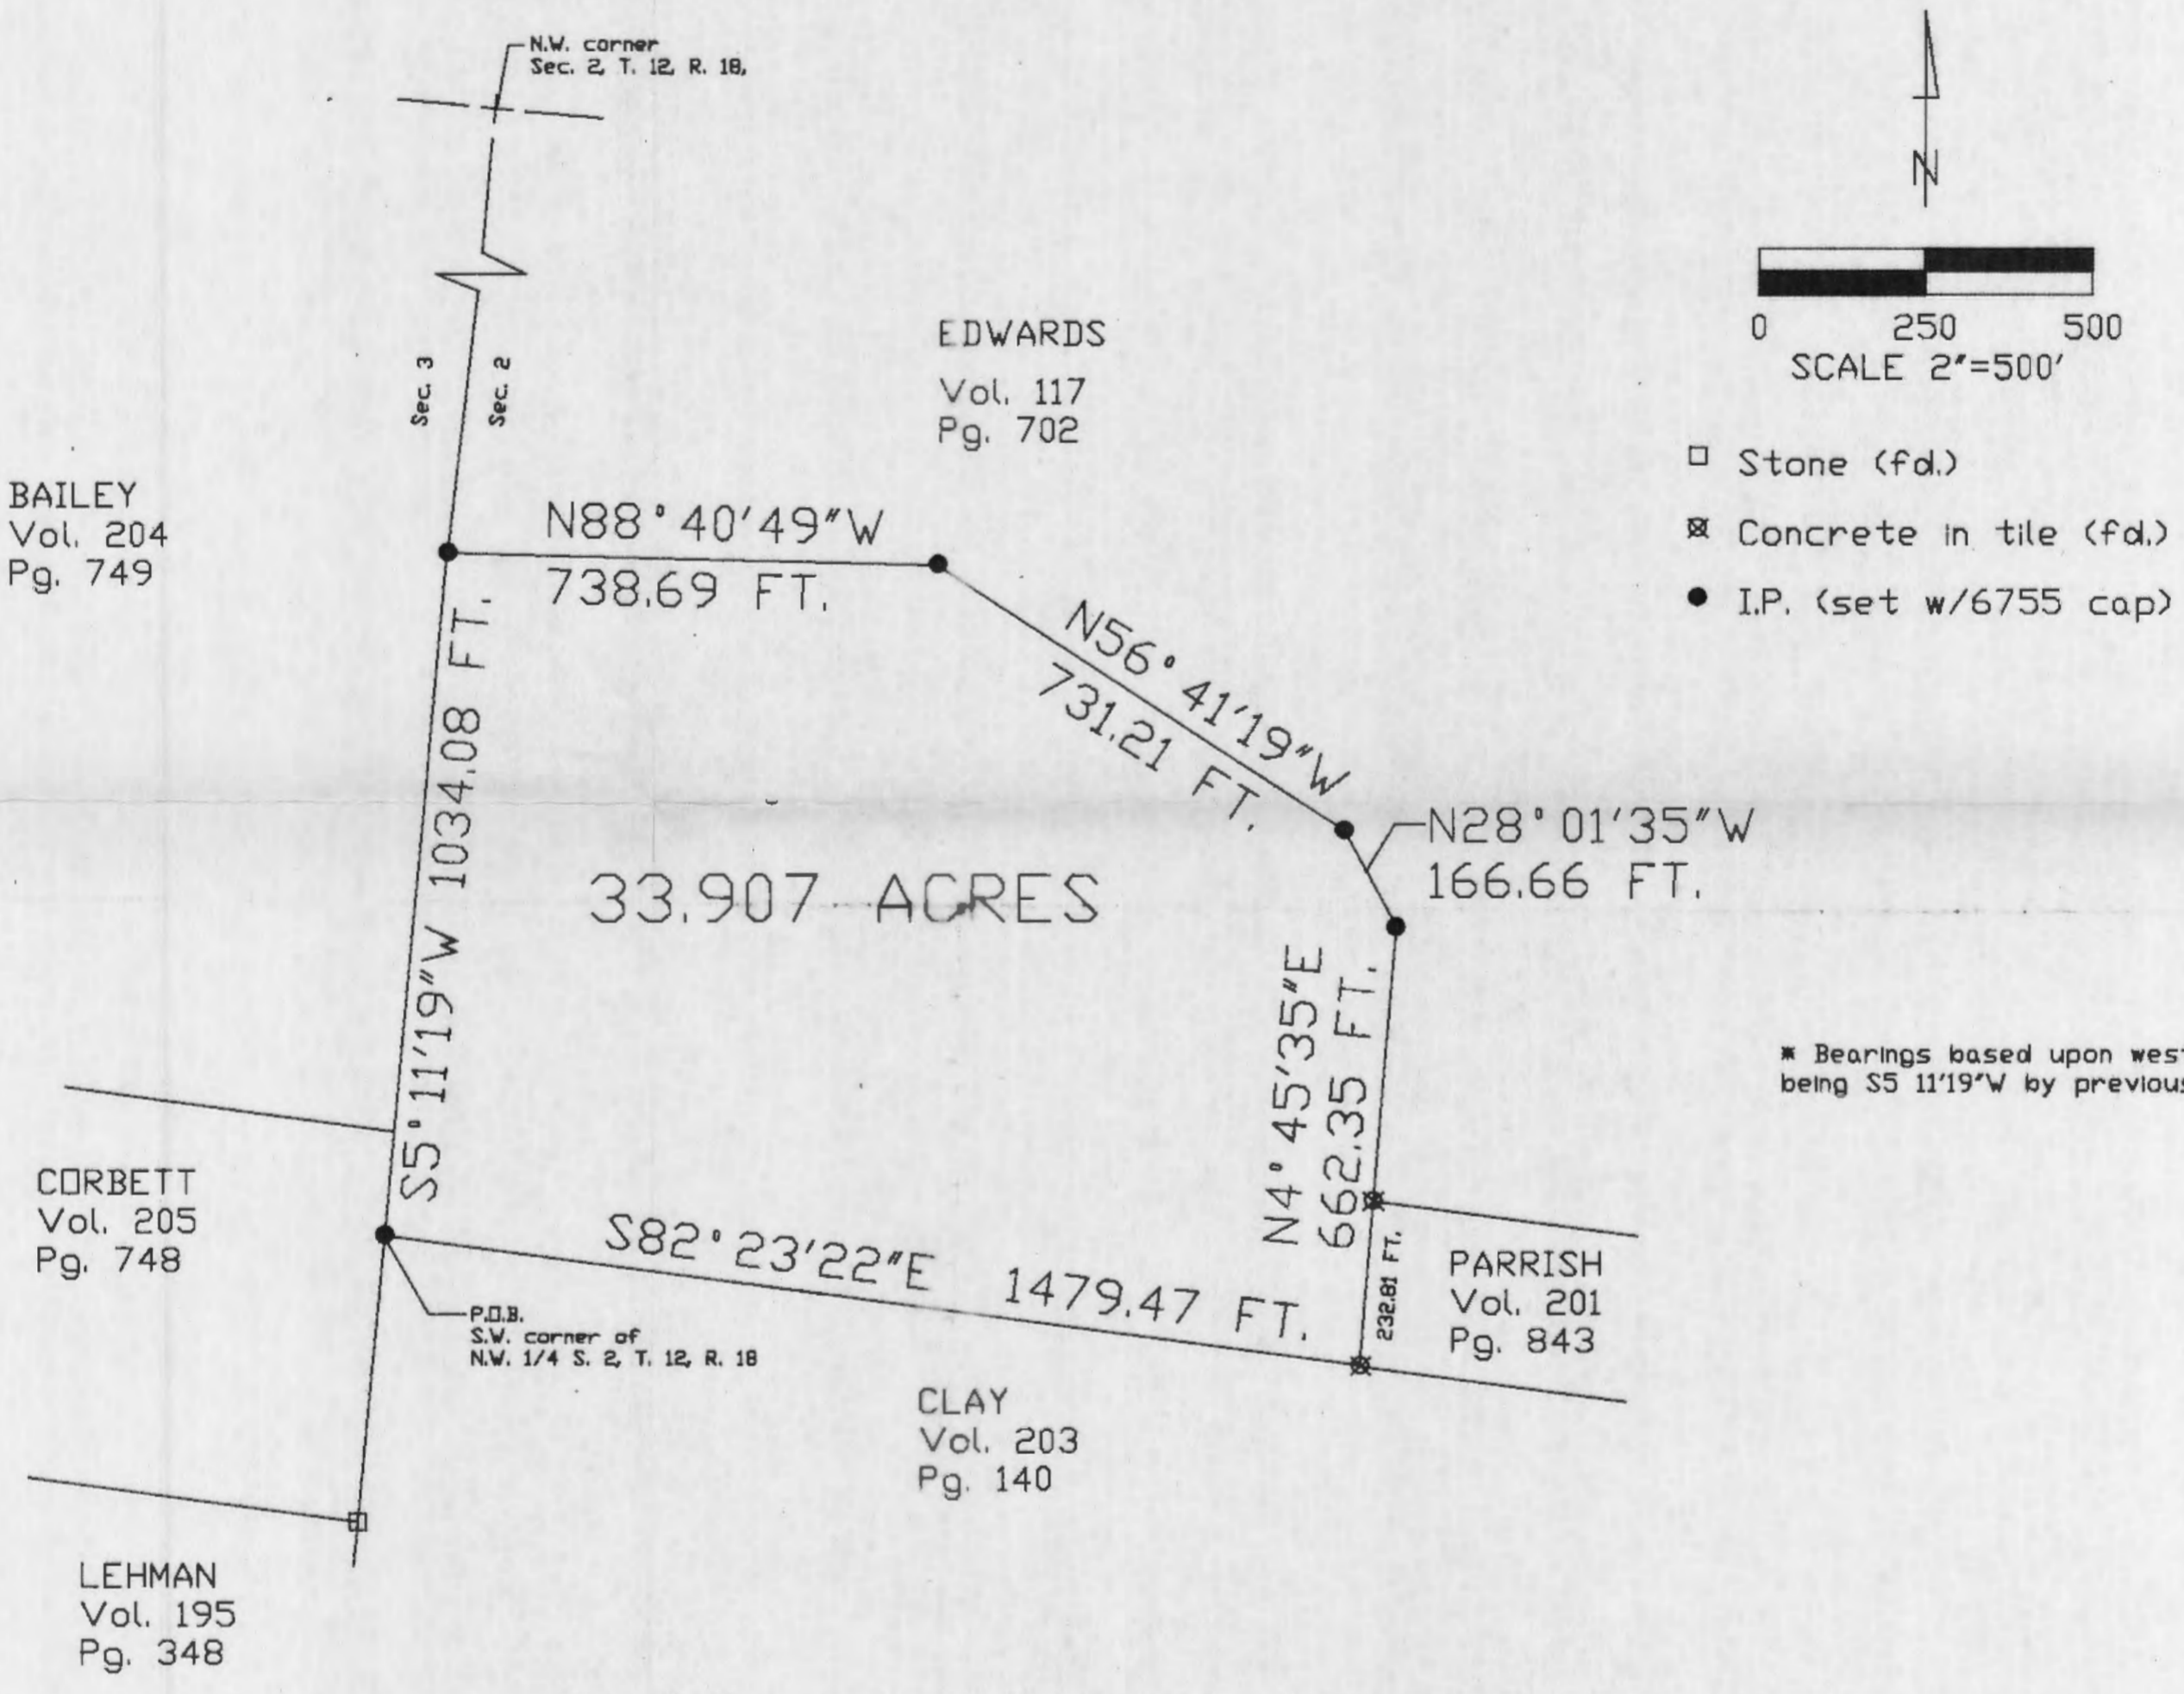 N.W. corner
Sec. 2, T. 12, R. 18,
N
0 250 500
SCALE 2"=500'
EDWARDS
Vol. 117
Pg. 702
Sec. 3
Sec. 2
□ Stone (fd.)
Concrete in tile (fd.)
● I.P. (set w/6755 cap)
BAILEY
Vol. 204
Pg. 749
N88°40'49"W
738.69 FT.
N56°41'19"W
731.21 FT.
N28°01'35"W
166.66 FT.
33.907 ACRES
S5°11'19"W 1034.08 FT.
N4°45'35"E
662.35 FT.
* Bearings based upon wes
being S5 11'19"W by previous
CORBETT
Vol. 205
Pg. 748
S82°23'22"E 1479.47 FT.
232.81 FT.
PARRISH
Vol. 201
Pg. 843
P.O.B.
S.W. corner of
N.W. 1/4 S. 2, T. 12, R. 18
CLAY
Vol. 203
Pg. 140
LEHMAN
Vol. 195
Pg. 348